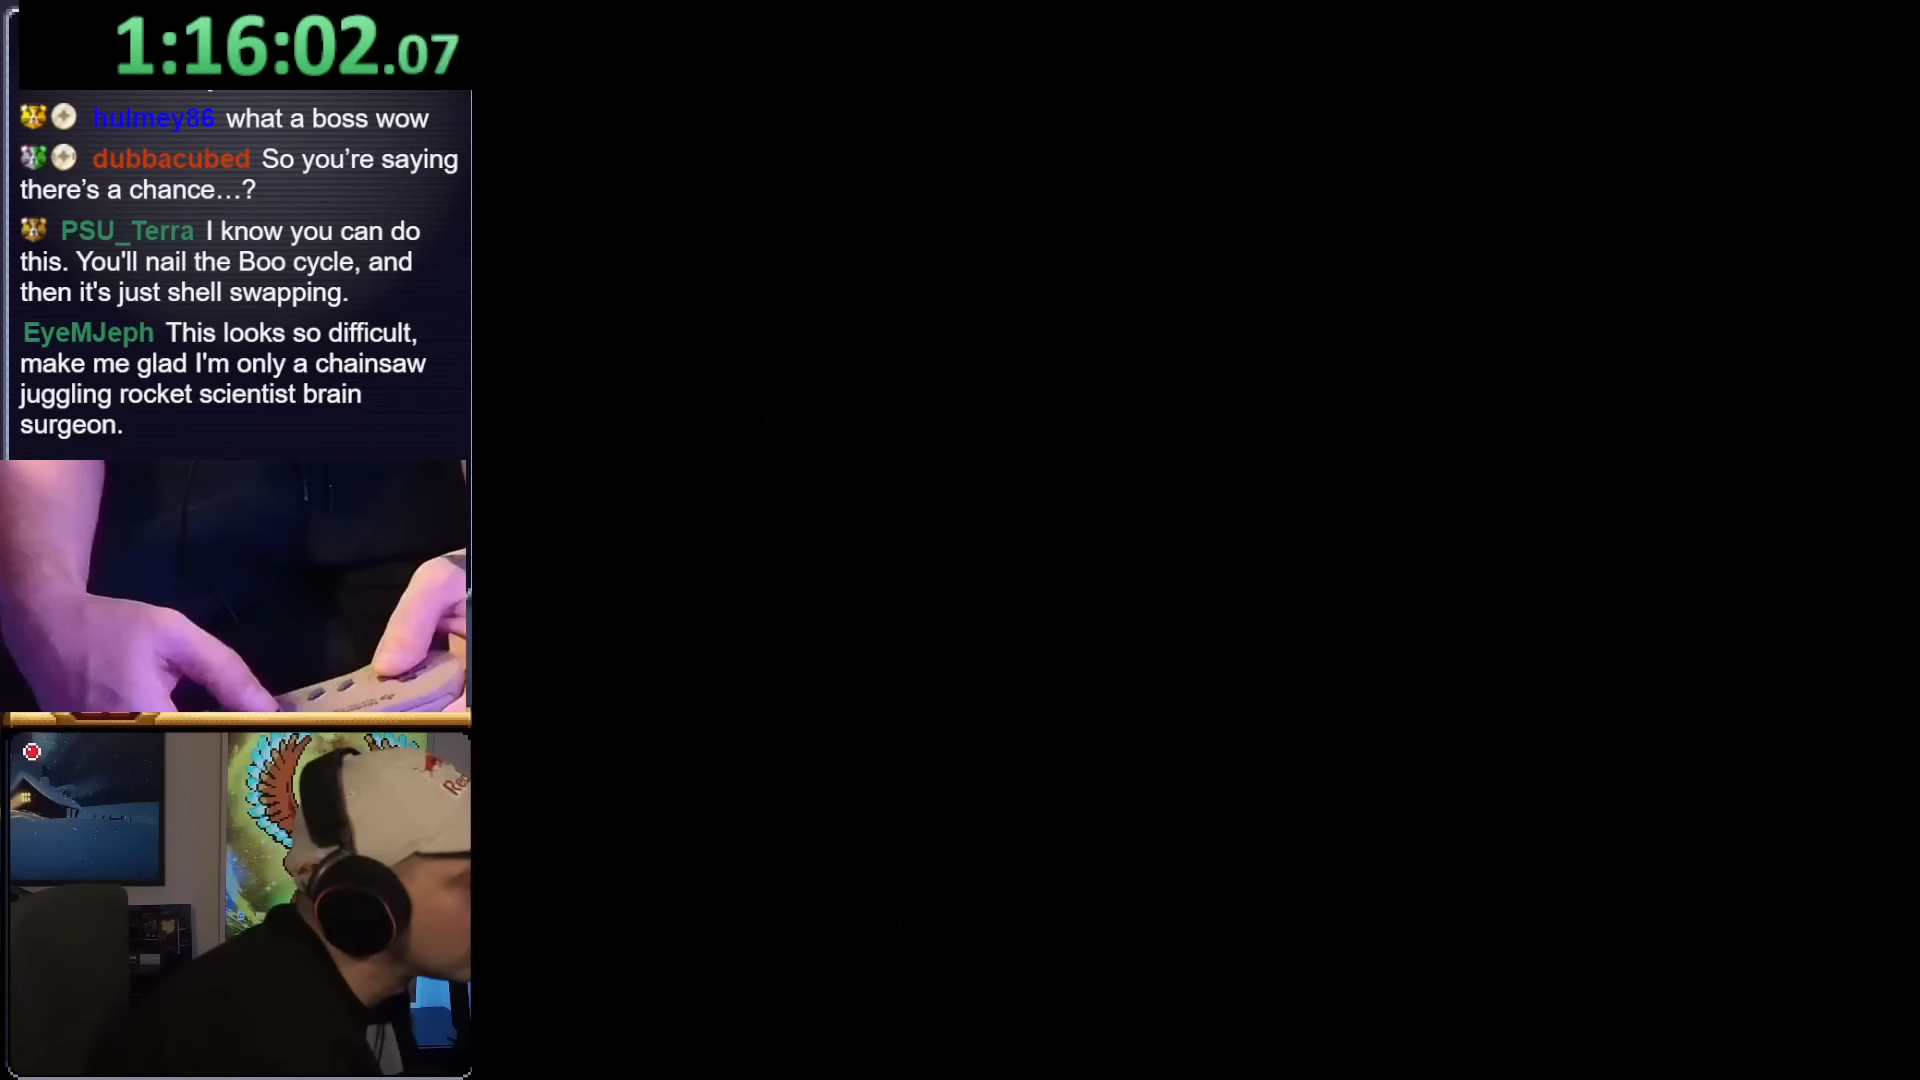 1:16:02.07
hulmey86 what a boss wow
dubbacubed So you’re saying
there’s a chance…?
PSU_Terra I know you can do
this. You'll nail the Boo cycle, and
then it's just shell swapping.
EyeMJeph This looks so difficult,
make me glad I'm only a chainsaw
juggling rocket scientist brain
surgeon.
Red